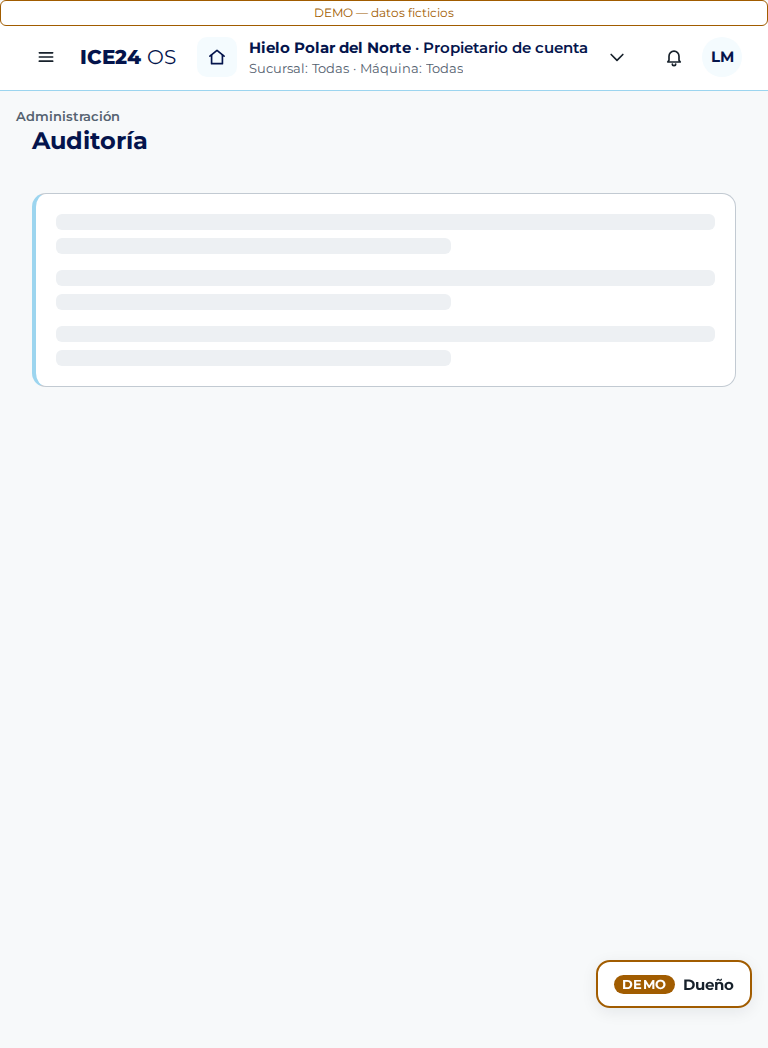 DEMO — datos ficticios
ICE24 OS
Hielo Polar del Norte · Propietario de cuenta
Sucursal: Todas · Máquina: Todas
LM
Administración
Auditoría
DEMO Dueño